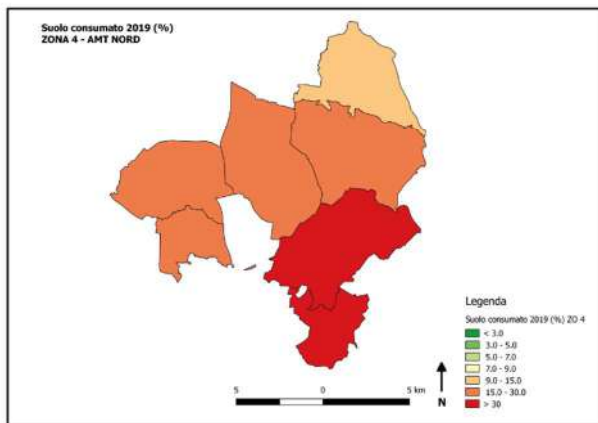 Suolo consumato 2019 (%)
ZONA 4 - AMT NORD
Legenda
Suolo consumato 2019 (%) ZO 4
< 3.0
3.0 - 5.0
5.0 - 7.0
7.0 - 9.0
9.0 - 15.0
15.0 - 30.0
> 30
5 0 5 km
N